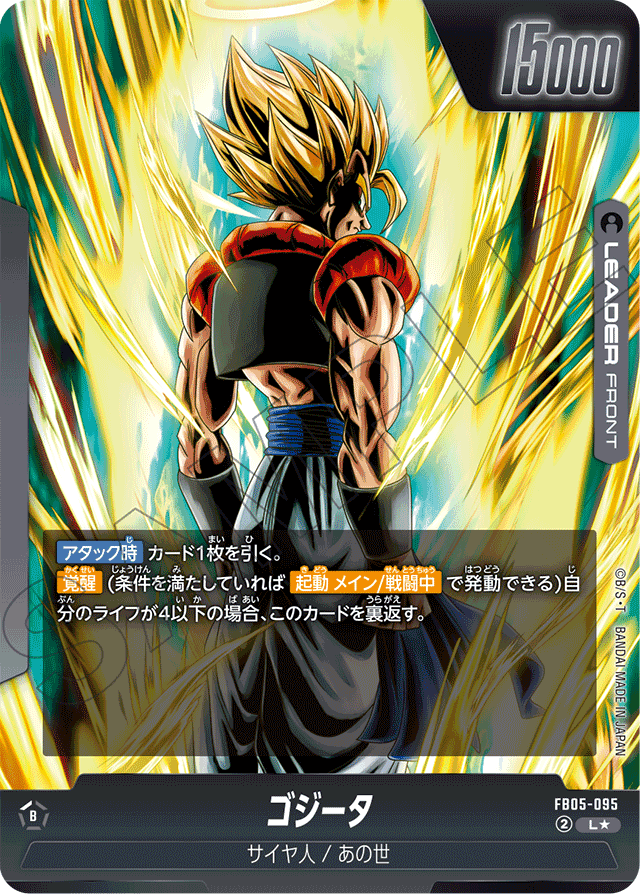 15000
LEADER FRONT
アタック時 カード1枚を引く。
覚醒 (条件を満たしていれば 起動メイン/戦闘中 で発動できる)自
分のライフが4以下の場合、このカードを裏返す。
SAMPLE
©B/S・T BANDAI MADE IN JAPAN
B
ゴジータ
FB05-095
② L★
サイヤ人 / あの世